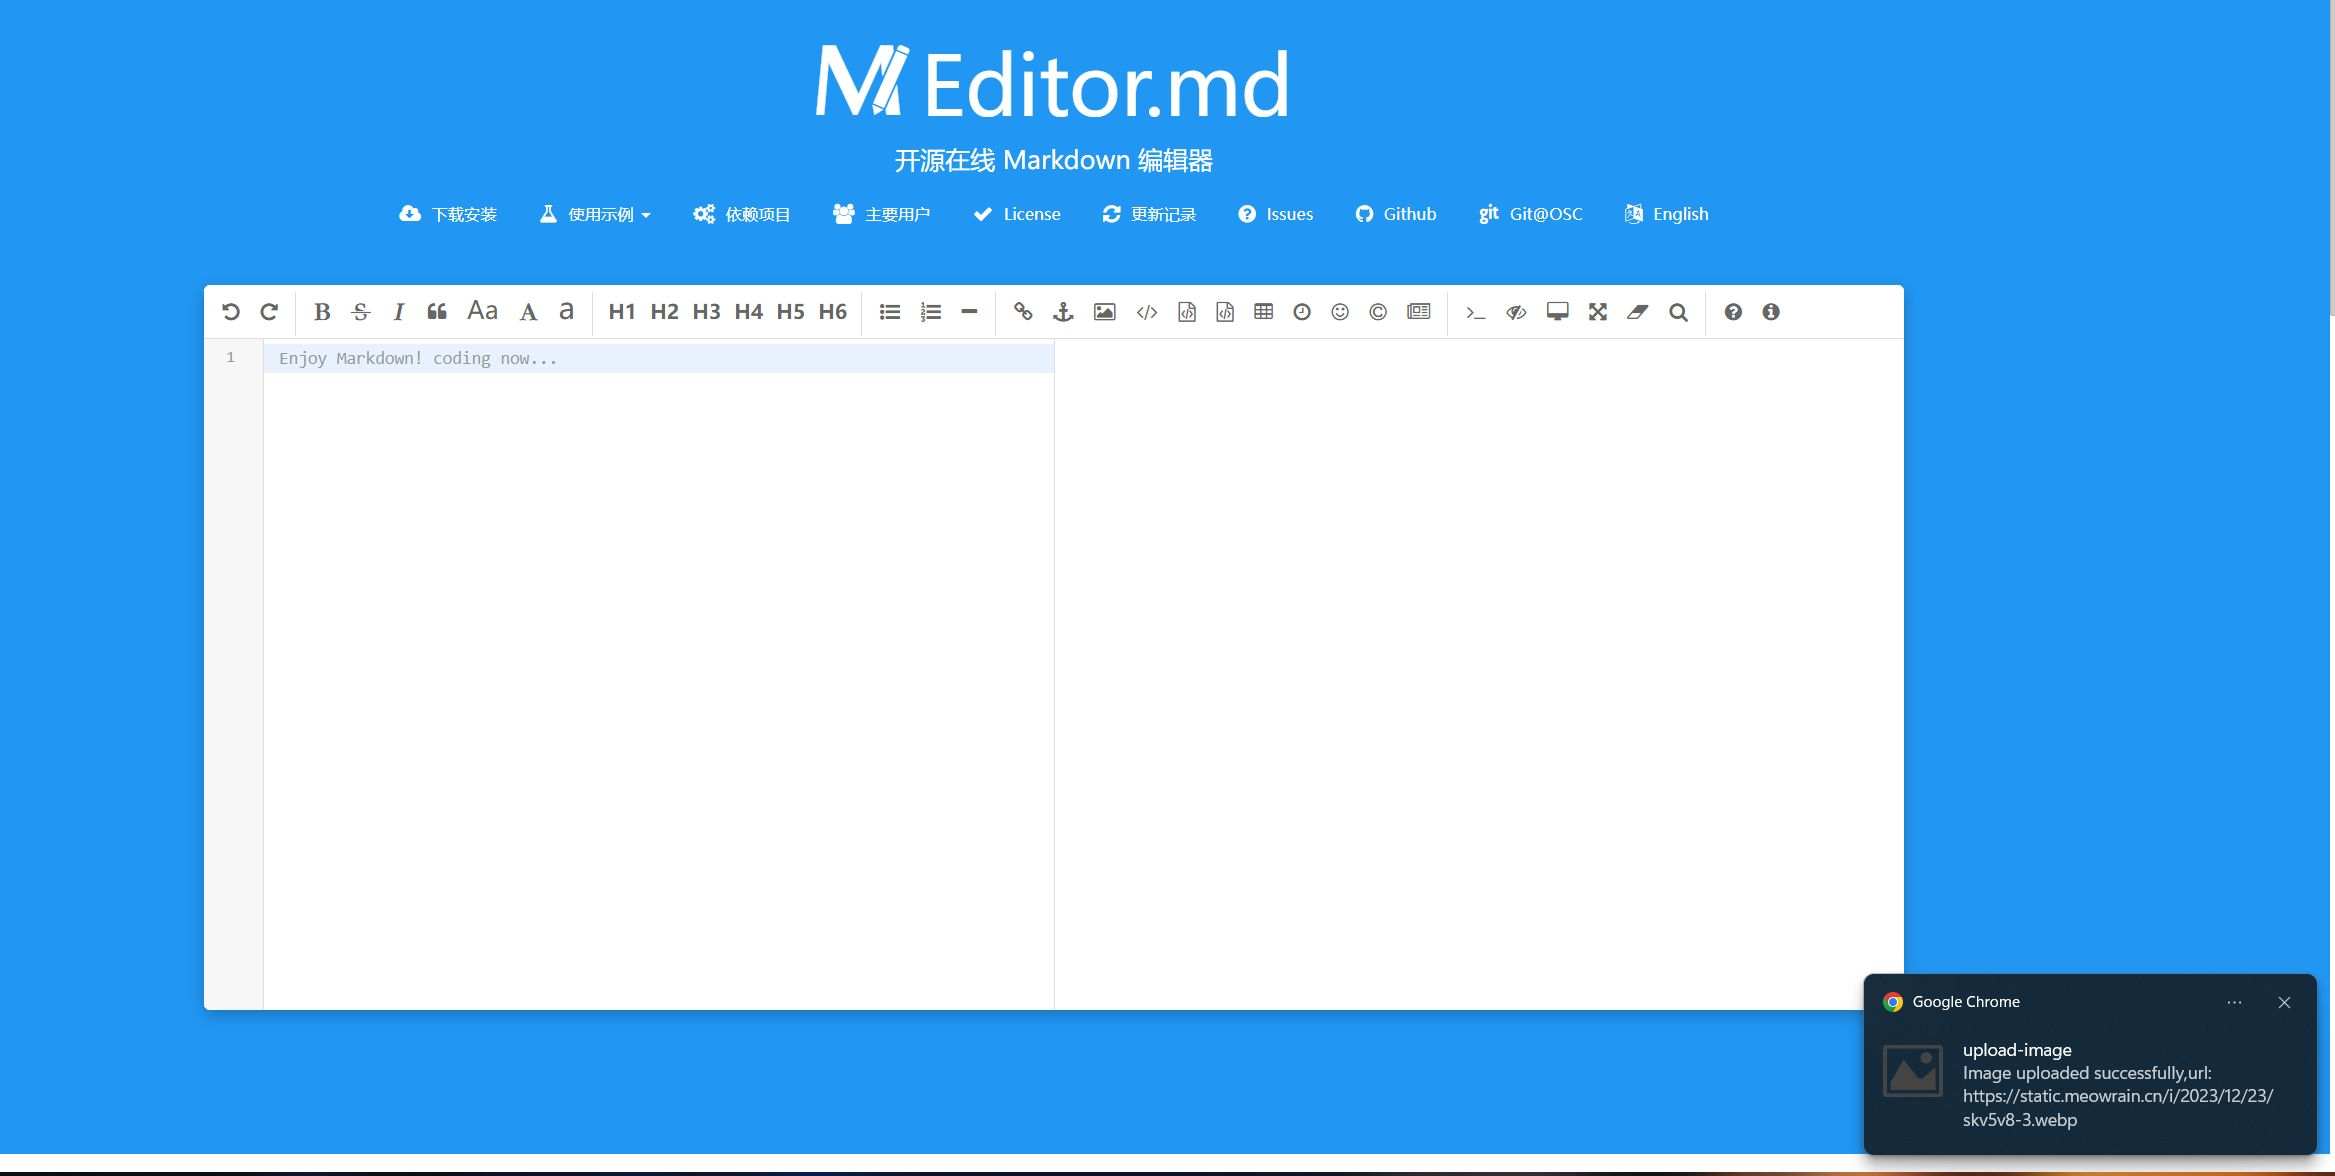 Editor.md
开源在线 Markdown 编辑器
下载安装 使用示例 依赖项目 主要用户 License 更新记录 Issues Github git Git@OSC English
B S I Aa A a H1 H2 H3 H4 H5 H6
1 Enjoy Markdown! coding now...
Google Chrome
upload-image
Image uploaded successfully,url:
https://static.meowrain.cn/i/2023/12/23/
skv5v8-3.webp